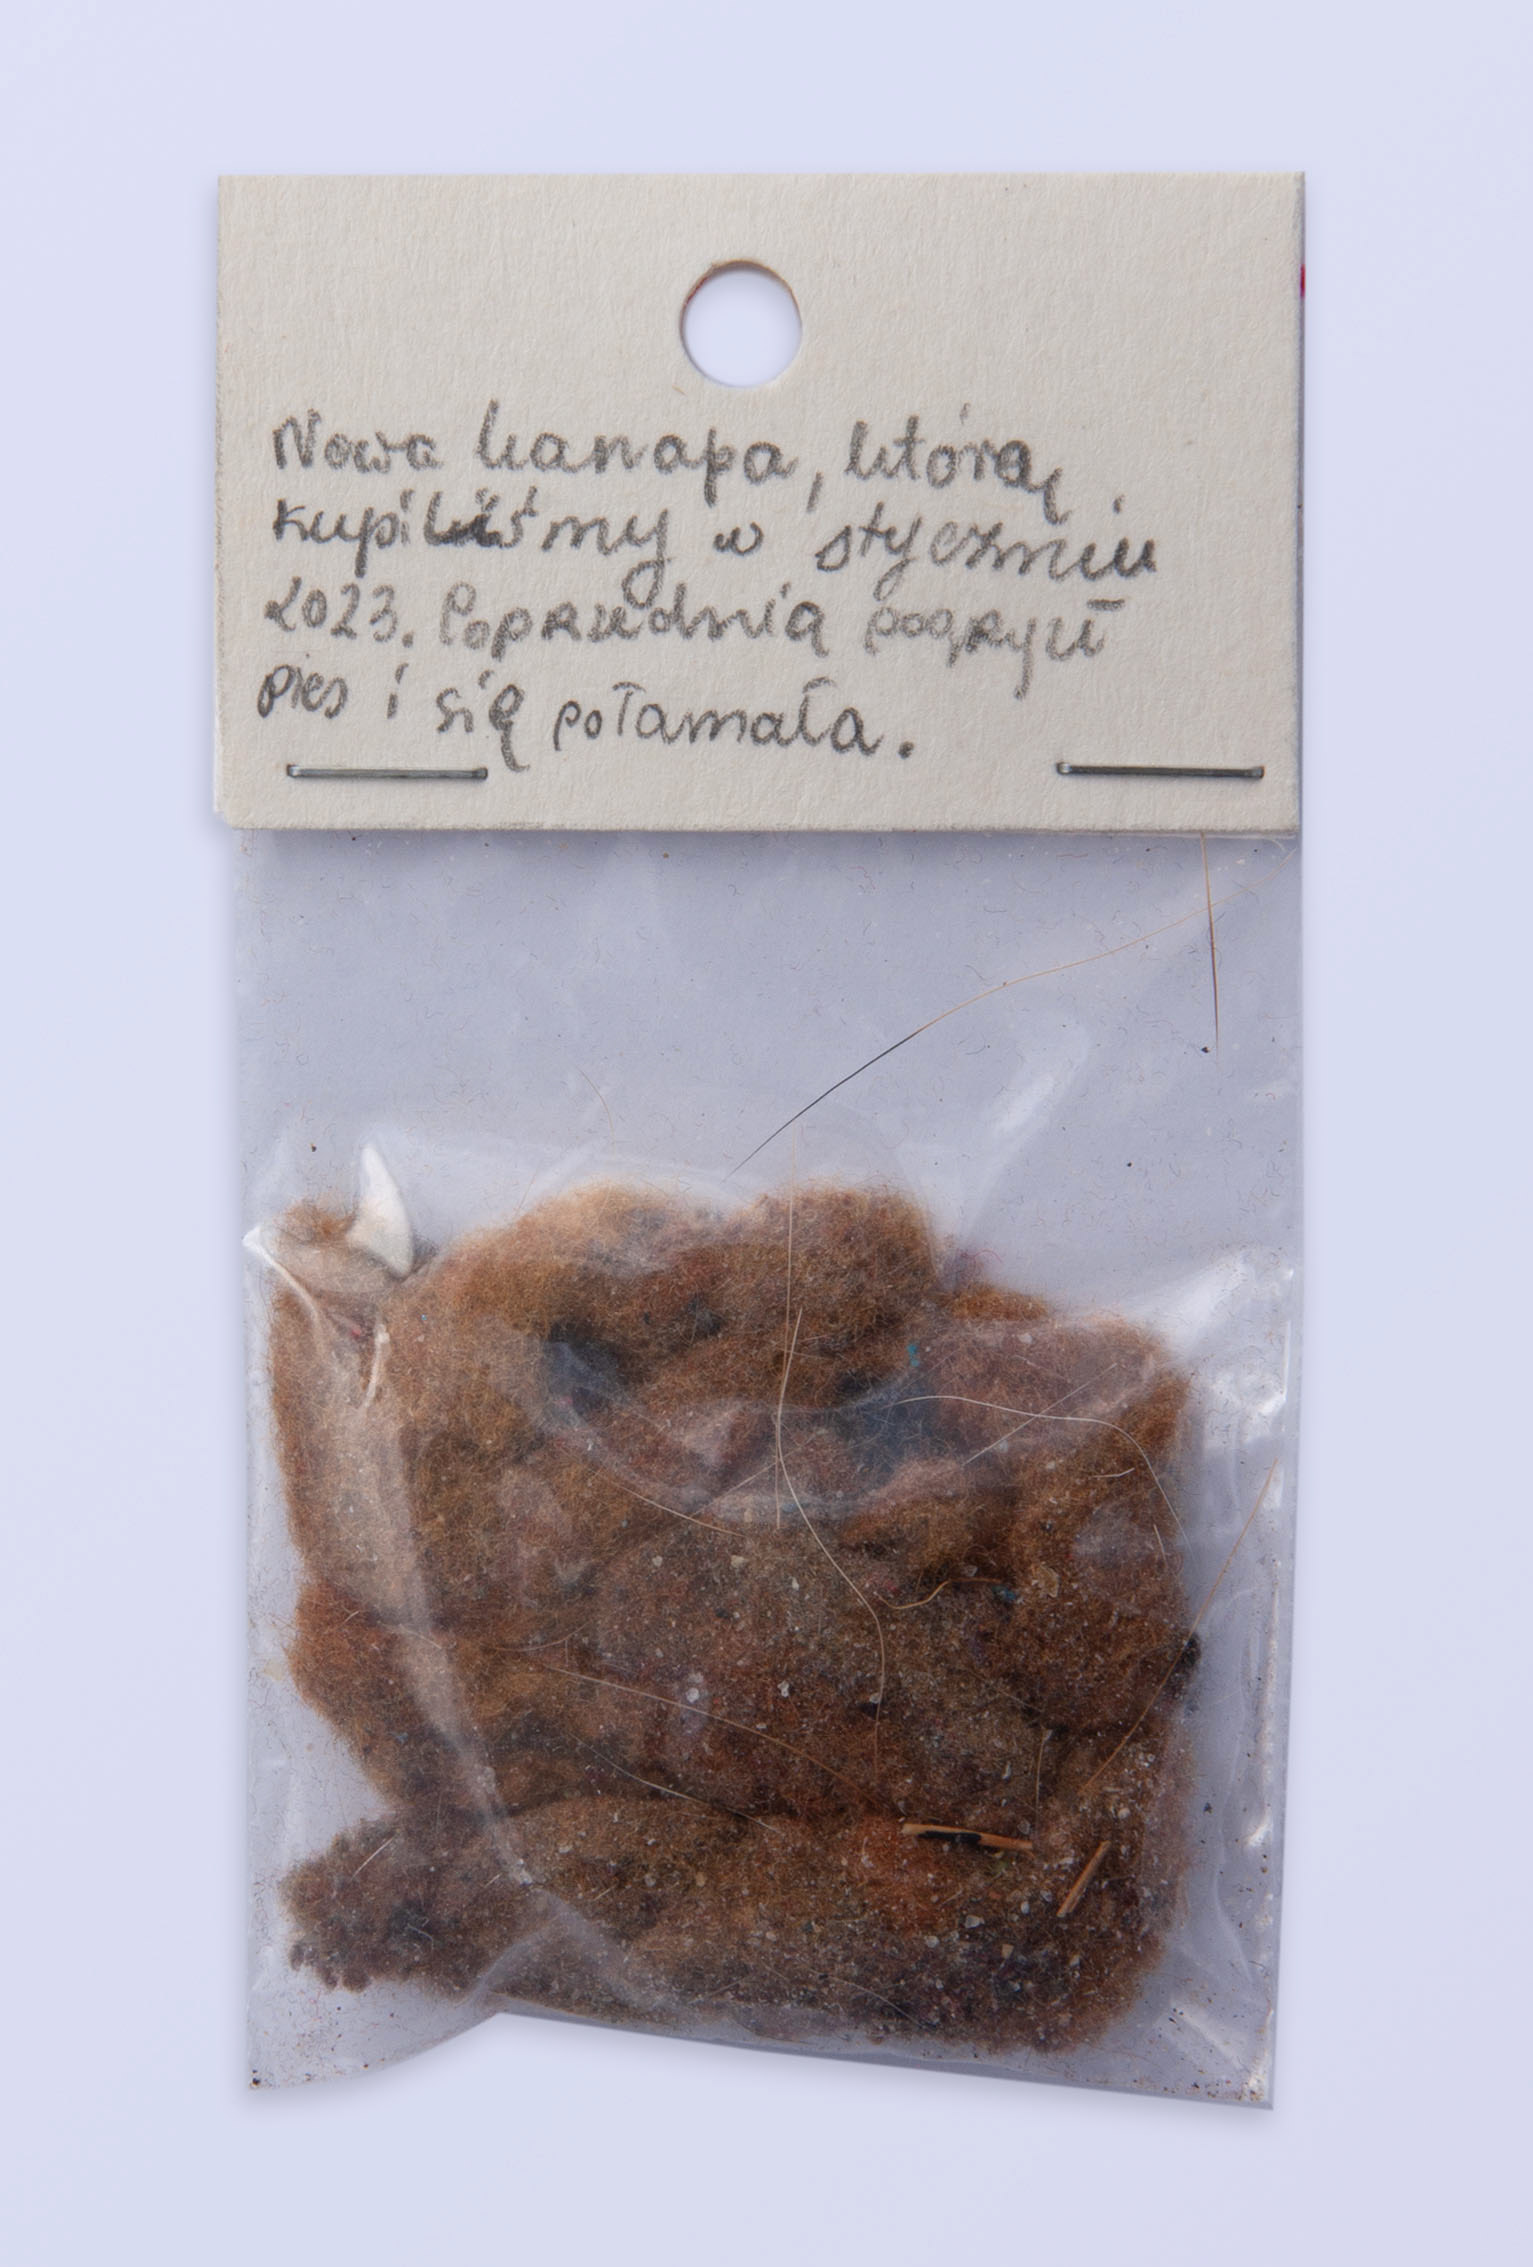 Nowa kanapa, którą
kupiliśmy w styczniu
2023. Poprzednią pogryzł
pies i się połamała.